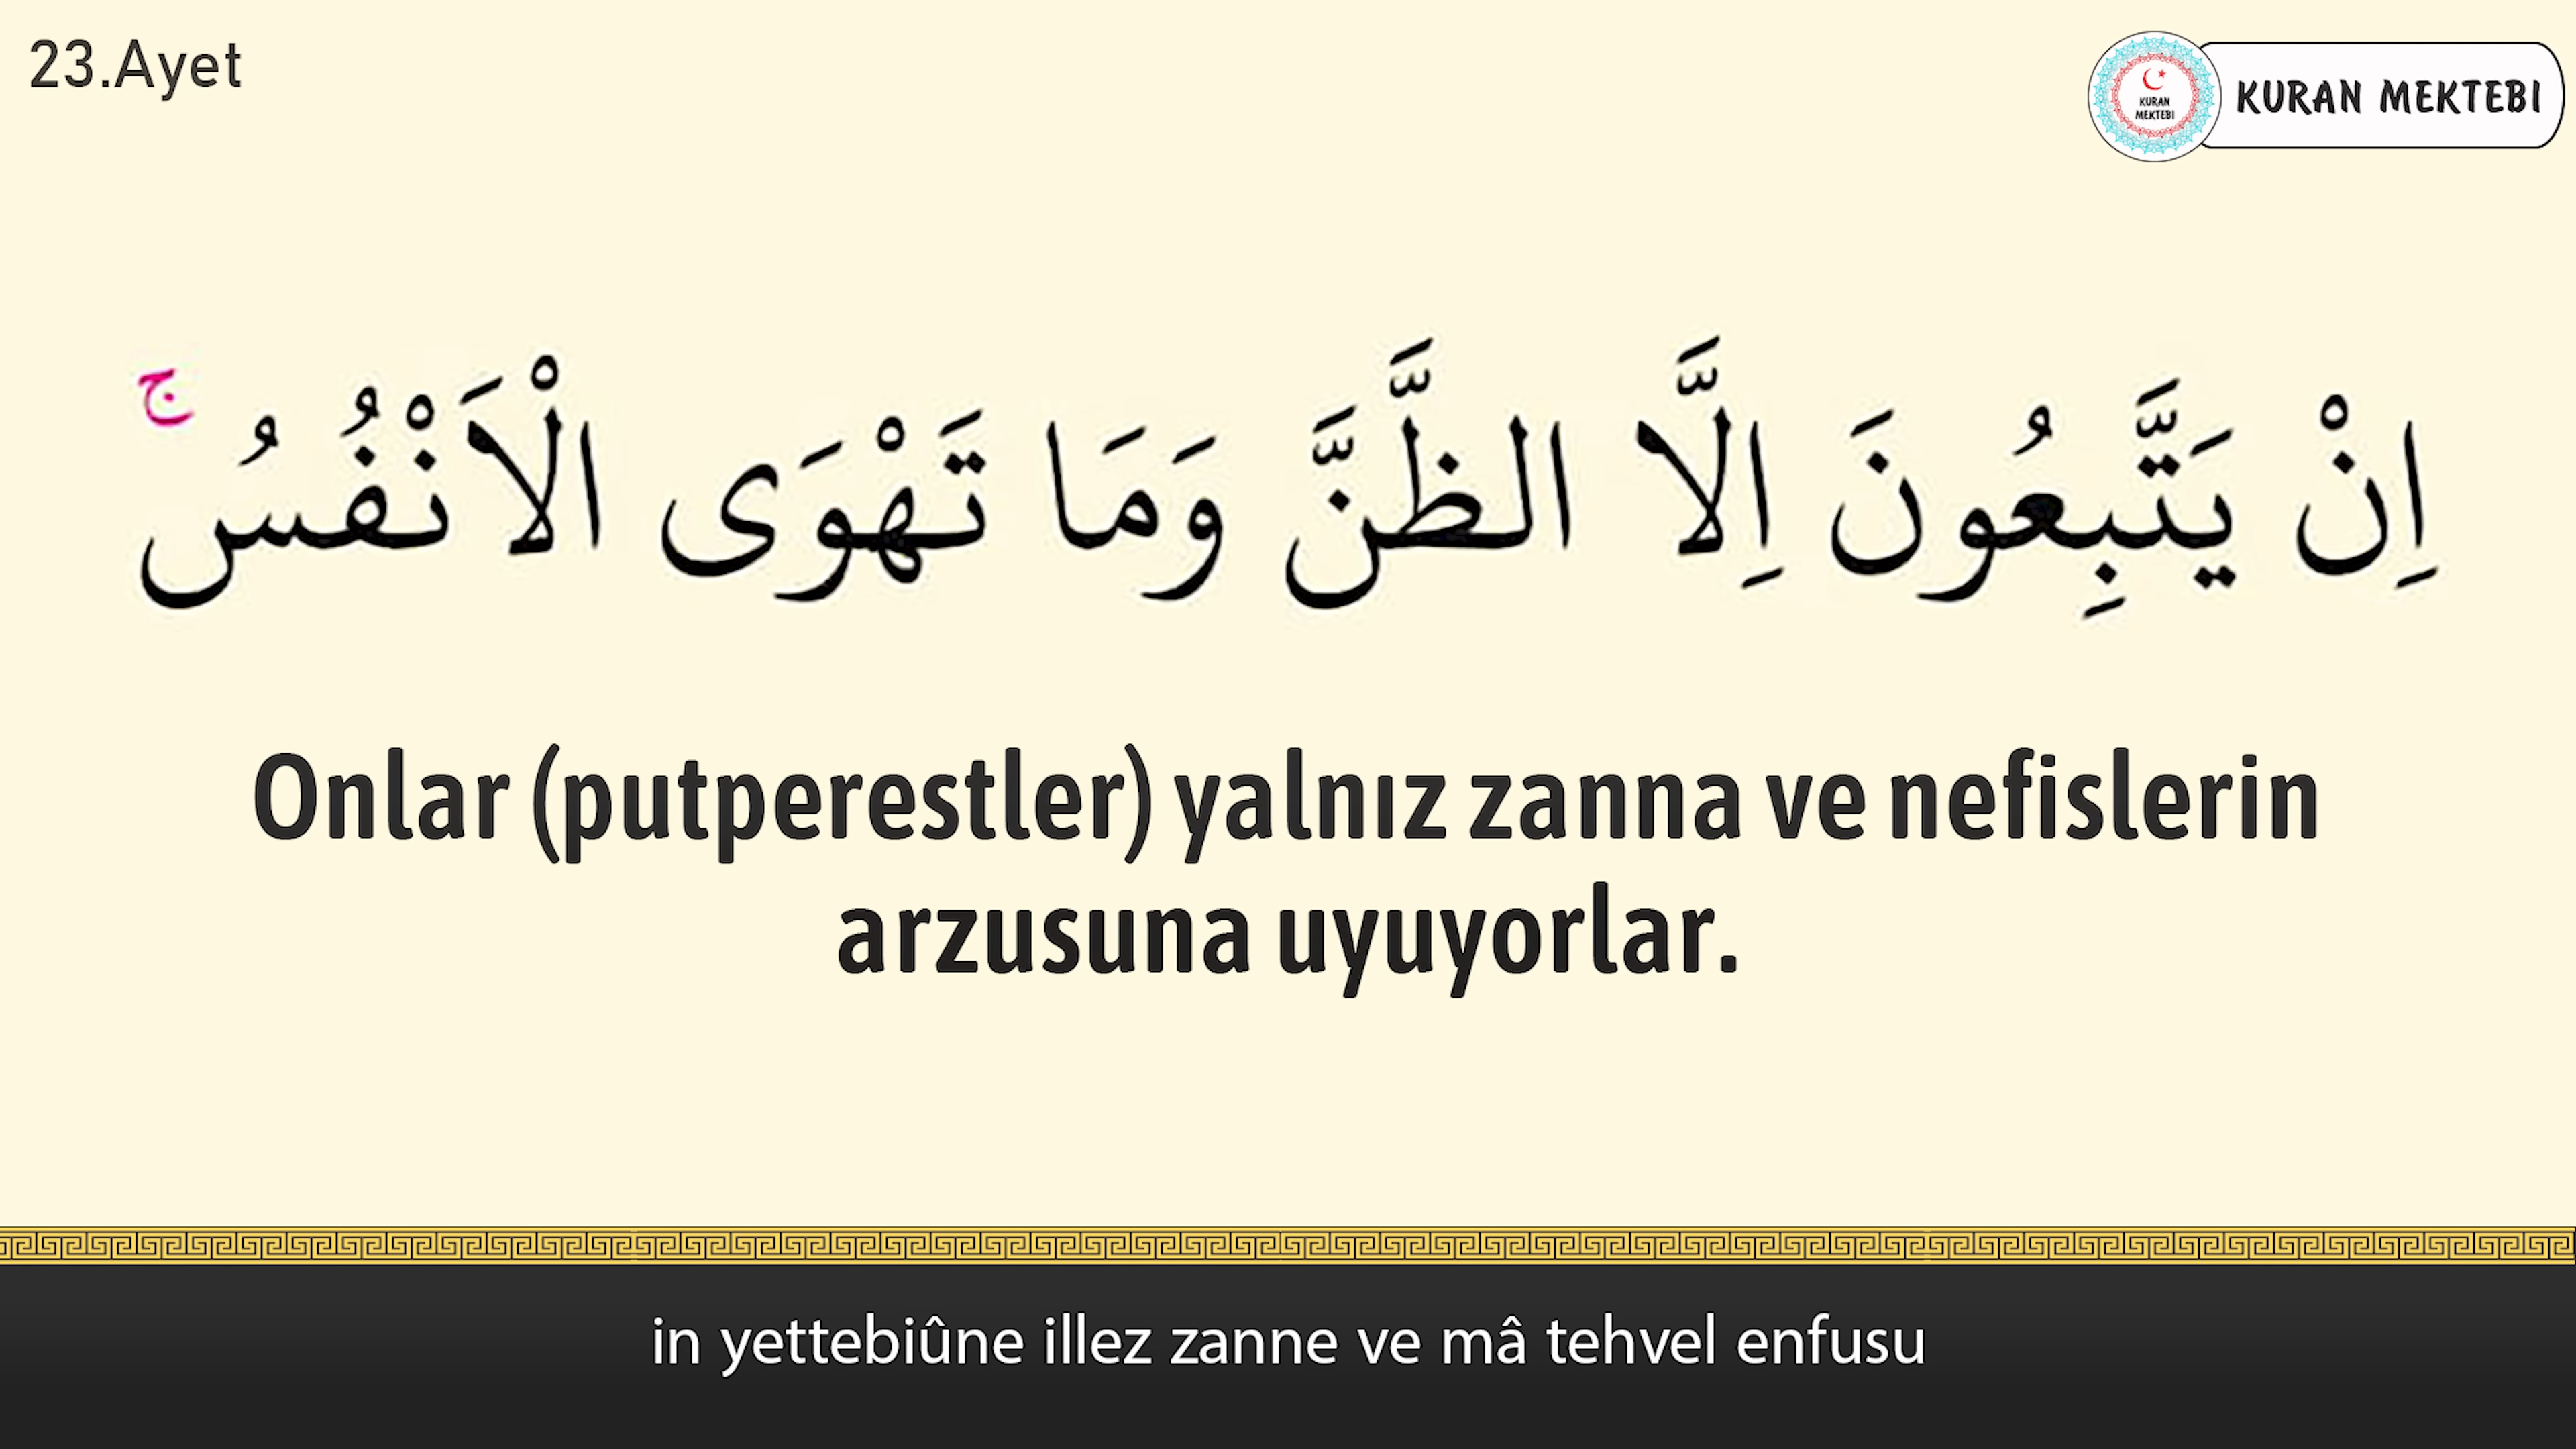 23.Ayet
KURAN
MEKTEBI
KURAN MEKTEBI
اِنْ يَتَّبِعُونَ اِلَّا الظَّنَّ وَمَا تَهْوَى الْاَنْفُسُ ۚ
Onlar (putperestler) yalnız zanna ve nefislerin
arzusuna uyuyorlar.
in yettebiûne illez zanne ve mâ tehvel enfusu